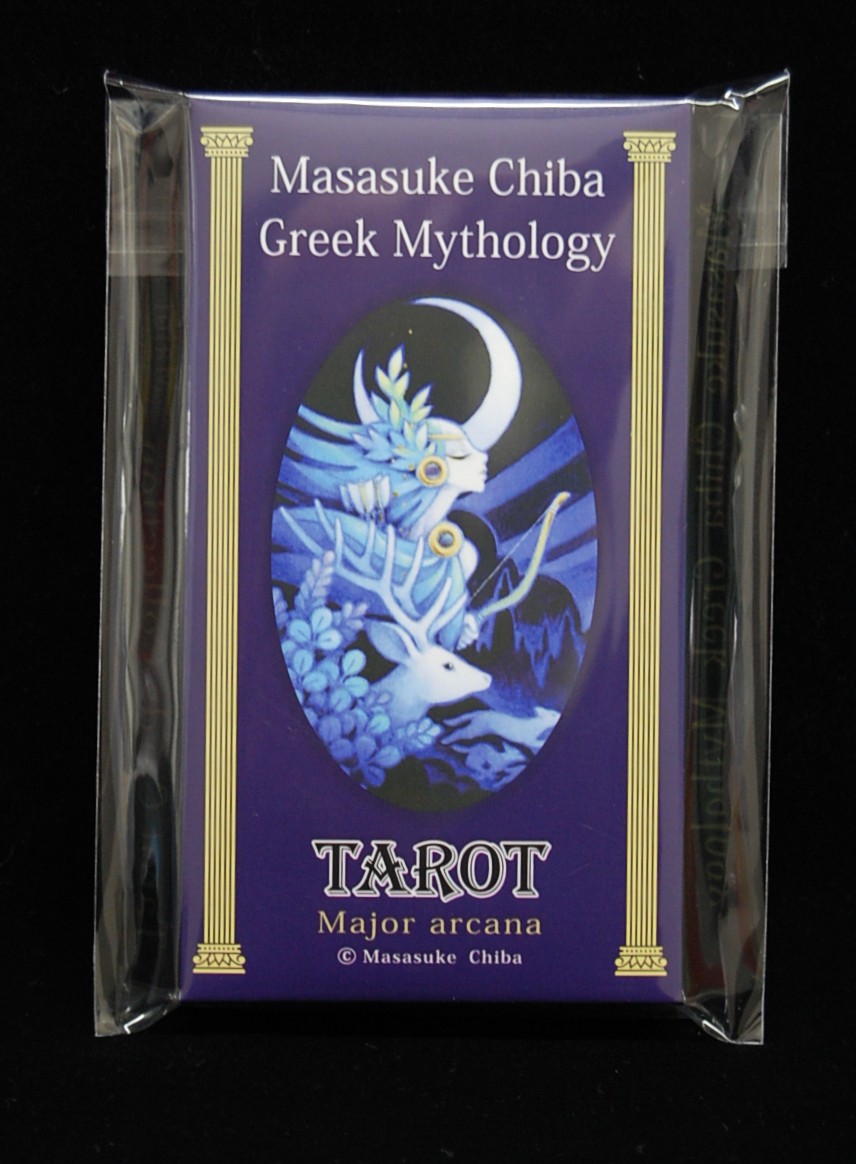 Masasuke Chiba
Greek Mythology
TAROT
Major arcana
© Masasuke Chiba